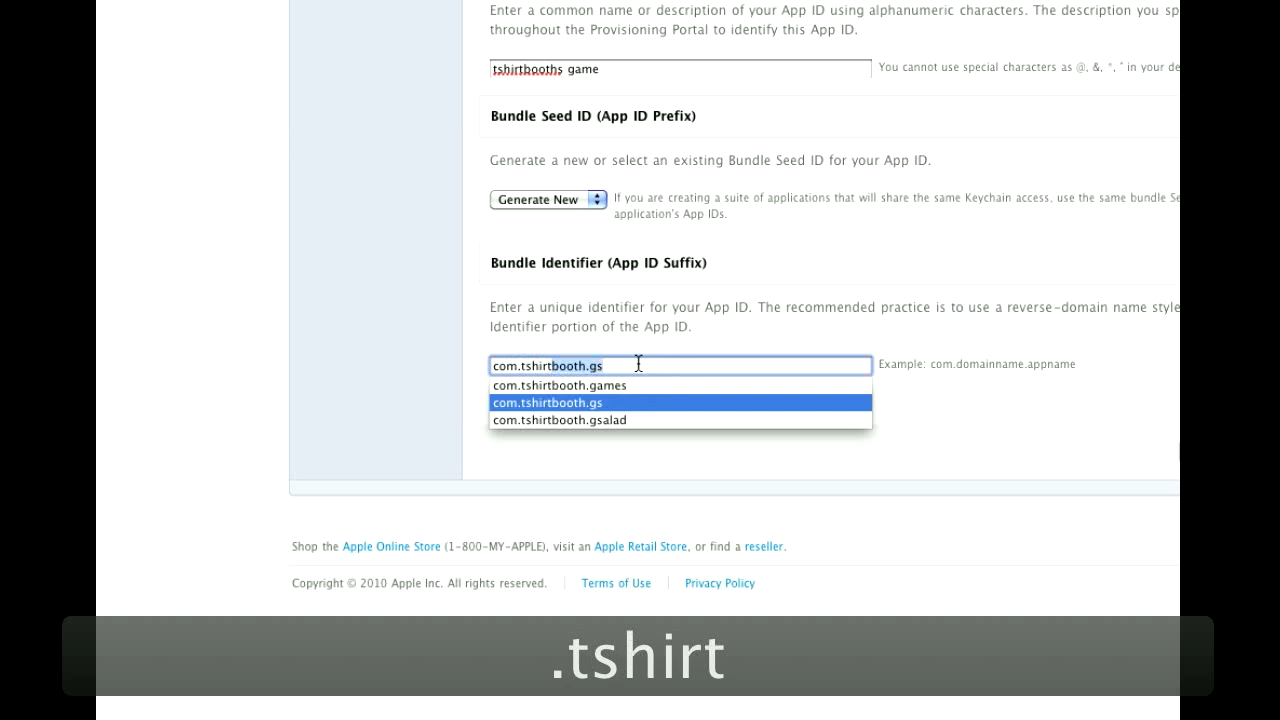 Enter a common name or description of your App ID using alphanumeric characters. The description you sp
throughout the Provisioning Portal to identify this App ID.
tshirtbooths game
You cannot use special characters as @, &, *, " in your de
Bundle Seed ID (App ID Prefix)
Generate a new or select an existing Bundle Seed ID for your App ID.
Generate New
If you are creating a suite of applications that will share the same Keychain access, use the same bundle Se
application's App IDs.
Bundle Identifier (App ID Suffix)
Enter a unique identifier for your App ID. The recommended practice is to use a reverse-domain name style
Identifier portion of the App ID.
com.tshirtbooth.gs
Example: com.domainname.appname
com.tshirtbooth.games
com.tshirtbooth.gs
com.tshirtbooth.gsalad
Shop the Apple Online Store (1-800-MY-APPLE), visit an Apple Retail Store, or find a reseller.
Copyright © 2010 Apple Inc. All rights reserved.
Terms of Use
Privacy Policy
.tshirt